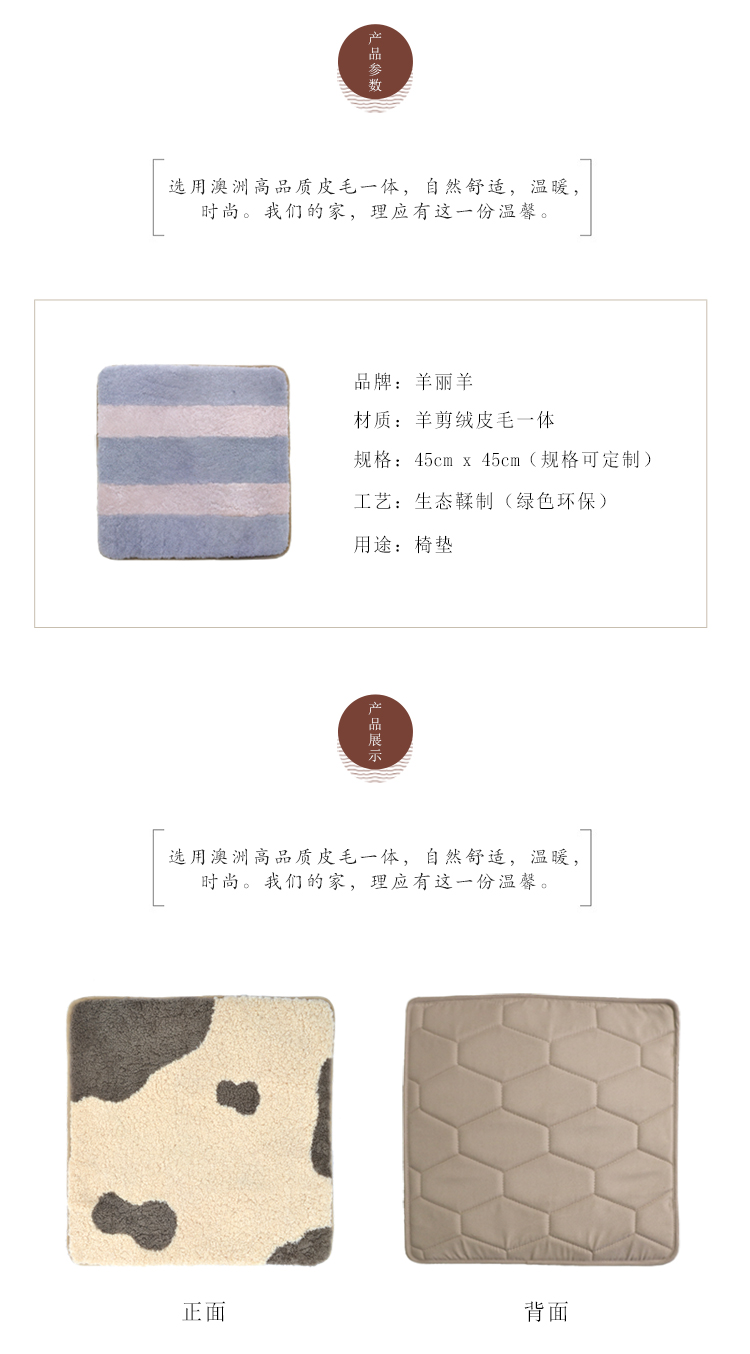 产品参数
选用澳洲高品质皮毛一体，自然舒适，温暖，
时尚。我们的家，理应有这一份温馨。
品牌：羊丽羊
材质：羊剪绒皮毛一体
规格：45cm x 45cm（规格可定制）
工艺：生态鞣制（绿色环保）
用途：椅垫
产品展示
选用澳洲高品质皮毛一体，自然舒适，温暖，
时尚。我们的家，理应有这一份温馨。
正面
背面